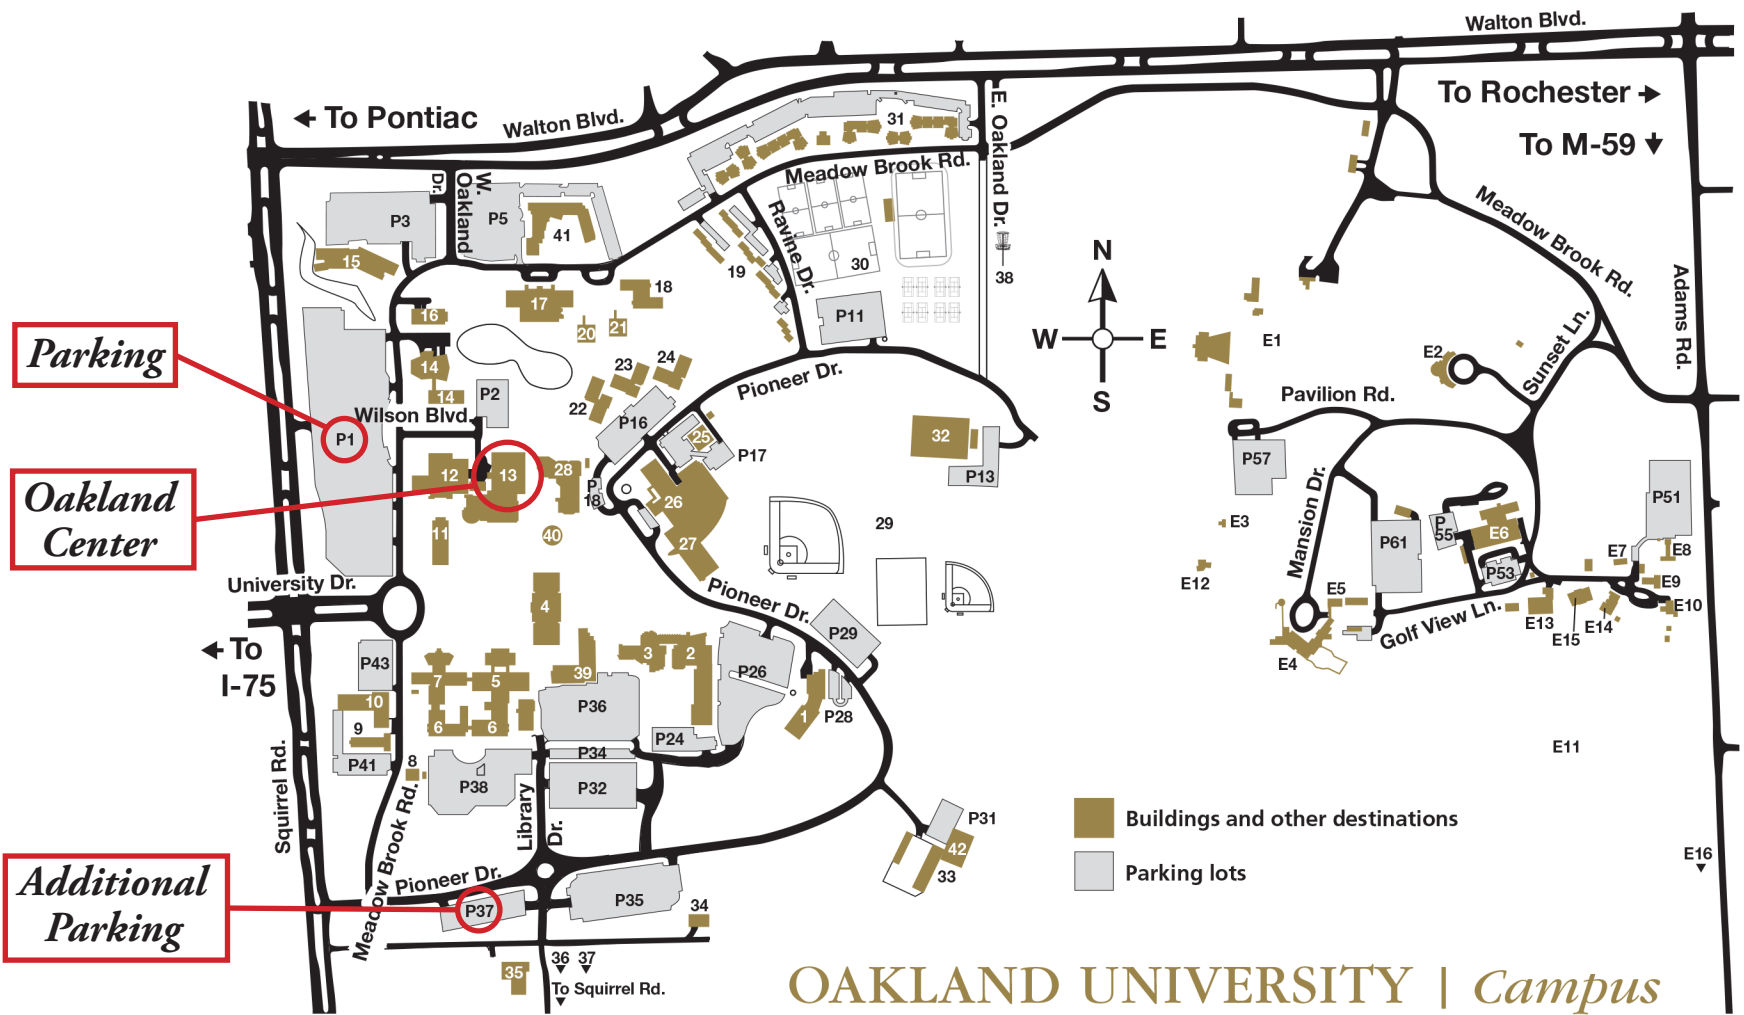 Walton Blvd.
To Rochester
To M-59
To Pontiac
Walton Blvd.
31
E. Oakland Dr.
Meadow Brook Rd.
W. Oakland
Dr.
P3
P5
41
15
Ravine Dr.
30
19
38
Meadow Brook Rd.
Adams Rd.
N
W
E
S
16
17
18
20
21
P11
E1
E2
Sunset Ln.
Parking
14
14
P2
23
24
22
Pioneer Dr.
Pavilion Rd.
Wilson Blvd.
P1
P16
25
P17
32
P13
P57
Oakland
Center
12
13
28
P
18
26
27
11
40
29
Mansion Dr.
E3
E12
P61
P
55
E6
P53
P51
E7
E8
E9
E10
University Dr.
4
Pioneer Dr.
P29
E5
E4
Golf View Ln.
E13
E15
E14
To
I-75
P43
3
2
P26
39
7
5
10
9
6
6
P36
1
P28
P24
E11
Squirrel Rd.
P41
8
P38
P34
P32
Library
Dr.
Meadow Brook Rd.
P31
42
33
Buildings and other destinations
Parking lots
E16
Additional
Parking
Pioneer Dr.
P37
P35
34
35
36
37
To Squirrel Rd.
OAKLAND UNIVERSITY | Campus